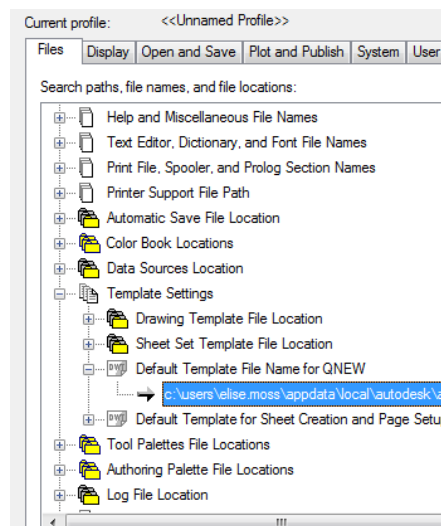 Current profile: <<Unnamed Profile>>
Files Display Open and Save Plot and Publish System User
Search paths, file names, and file locations:
Help and Miscellaneous File Names
Text Editor, Dictionary, and Font File Names
Print File, Spooler, and Prolog Section Names
Printer Support File Path
Automatic Save File Location
Color Book Locations
Data Sources Location
Template Settings
Drawing Template File Location
Sheet Set Template File Location
Default Template File Name for QNEW
c:\users\elise.moss\appdata\local\autodesk\a
Default Template for Sheet Creation and Page Setu
Tool Palettes File Locations
Authoring Palette File Locations
Log File Location